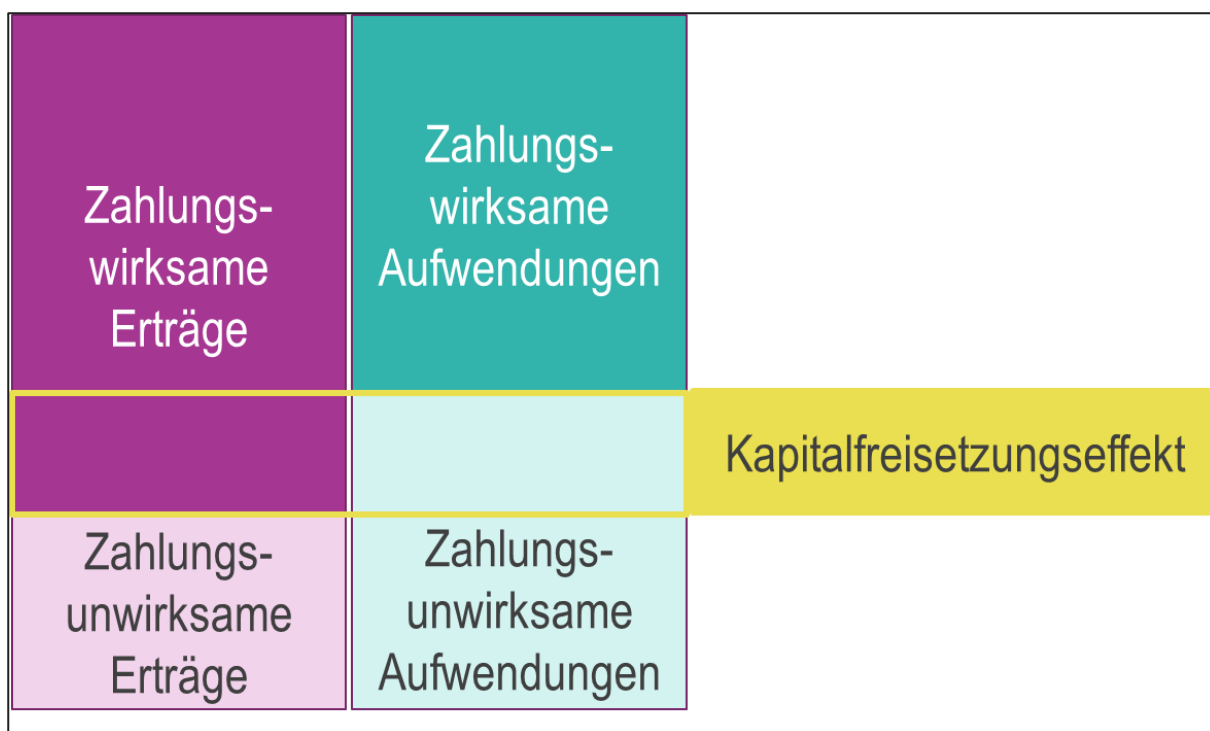 Zahlungs-
wirksame
Erträge
Zahlungs-
wirksame
Aufwendungen
Kapitalfreisetzungseffekt
Zahlungs-
unwirksame
Erträge
Zahlungs-
unwirksame
Aufwendungen